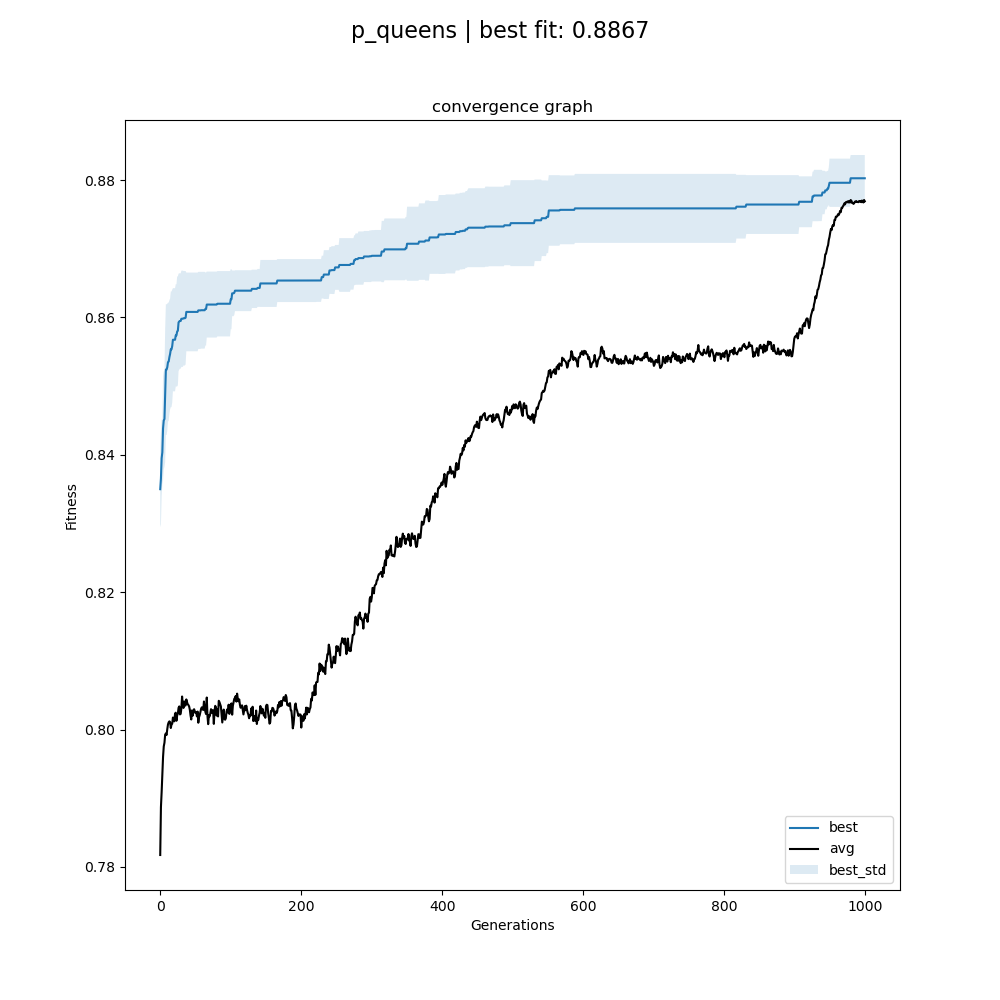 p_queens | best fit: 0.8867
convergence graph
0.88
0.86
0.84
0.82
0.80
0.78
Fitness
0
200
400
600
800
1000
Generations
best
avg
best_std